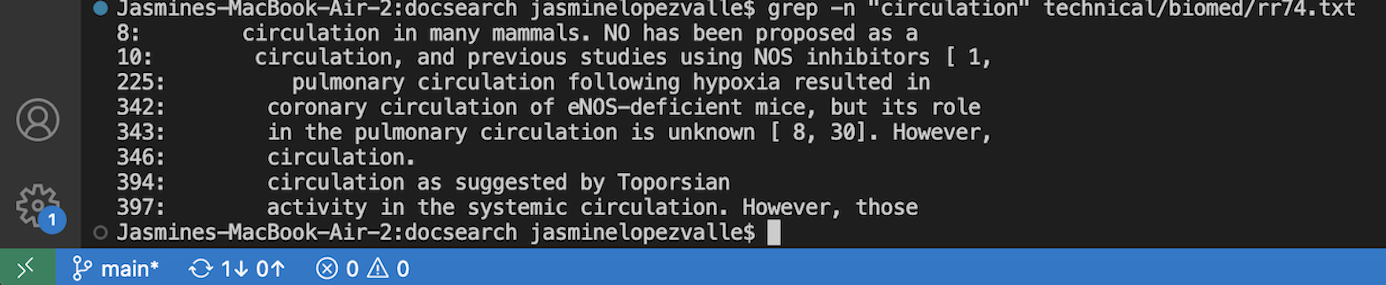 Jasmines-MacBook-Air-2:docsearch jasminelopezvalle$ grep -n "circulation" technical/biomed/rr74.txt
8:        circulation in many mammals. NO has been proposed as a
10:        circulation, and previous studies using NOS inhibitors [ 1,
225:          pulmonary circulation following hypoxia resulted in
342:        coronary circulation of eNOS-deficient mice, but its role
343:        in the pulmonary circulation is unknown [ 8, 30]. However,
346:        circulation.
394:        circulation as suggested by Toporsian
397:        activity in the systemic circulation. However, those
Jasmines-MacBook-Air-2:docsearch jasminelopezvalle$
1
main* 1↓ 0↑ 0 0